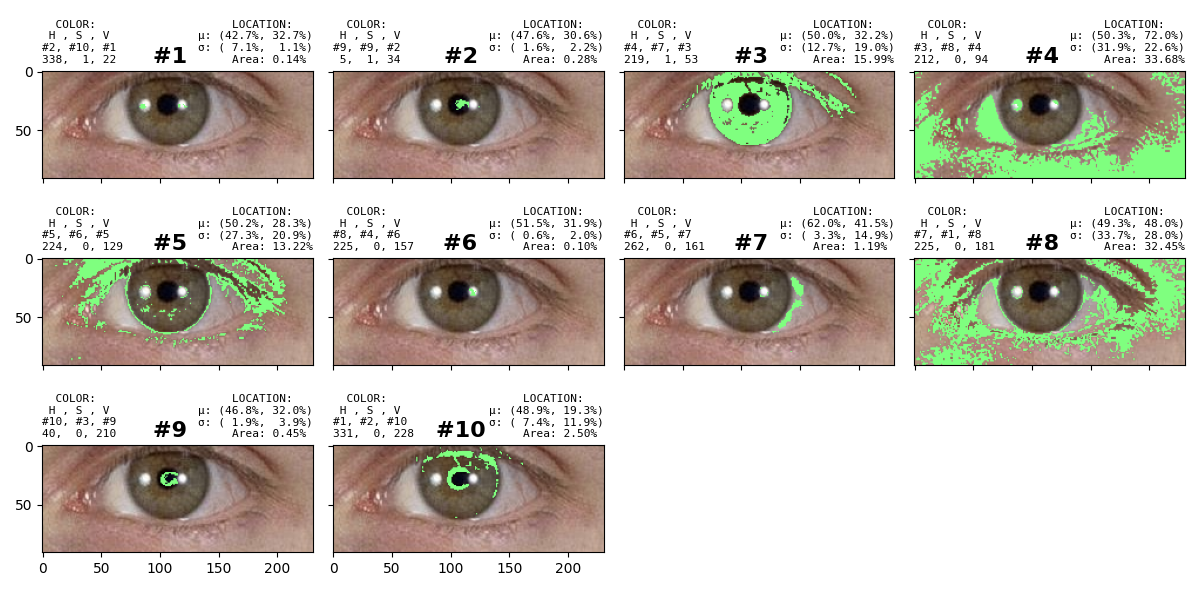 COLOR: LOCATION:
H , S , V μ: (42.7%, 32.7%)
#2, #10, #1 #1 σ: ( 7.1%, 1.1%)
338, 1, 22 Area: 0.14%
COLOR: LOCATION:
H , S , V μ: (47.6%, 30.6%)
#9, #9, #2 #2 σ: ( 1.6%, 2.2%)
5, 1, 34 Area: 0.28%
COLOR: LOCATION:
H , S , V μ: (50.0%, 32.2%)
#4, #7, #3 #3 σ: (12.7%, 19.0%)
219, 1, 53 Area: 15.99%
COLOR: LOCATION:
H , S , V μ: (50.3%, 72.0%)
#3, #8, #4 #4 σ: (31.9%, 22.6%)
212, 0, 94 Area: 33.68%
0
50
COLOR: LOCATION:
H , S , V μ: (50.2%, 28.3%)
#5, #6, #5 #5 σ: (27.3%, 20.9%)
224, 0, 129 Area: 13.22%
COLOR: LOCATION:
H , S , V μ: (51.5%, 31.9%)
#8, #4, #6 #6 σ: ( 0.6%, 2.0%)
225, 0, 157 Area: 0.10%
COLOR: LOCATION:
H , S , V μ: (62.0%, 41.5%)
#6, #5, #7 #7 σ: ( 3.3%, 14.9%)
262, 0, 161 Area: 1.19%
COLOR: LOCATION:
H , S , V μ: (49.3%, 48.0%)
#7, #1, #8 #8 σ: (33.7%, 28.0%)
225, 0, 181 Area: 32.45%
0
50
COLOR: LOCATION:
H , S , V μ: (46.8%, 32.0%)
#10, #3, #9 #9 σ: ( 1.9%, 3.9%)
40, 0, 210 Area: 0.45%
COLOR: LOCATION:
H , S , V μ: (48.9%, 19.3%)
#1, #2, #10 #10 σ: ( 7.4%, 11.9%)
331, 0, 228 Area: 2.50%
0
50
0 50 100 150 200
0 50 100 150 200